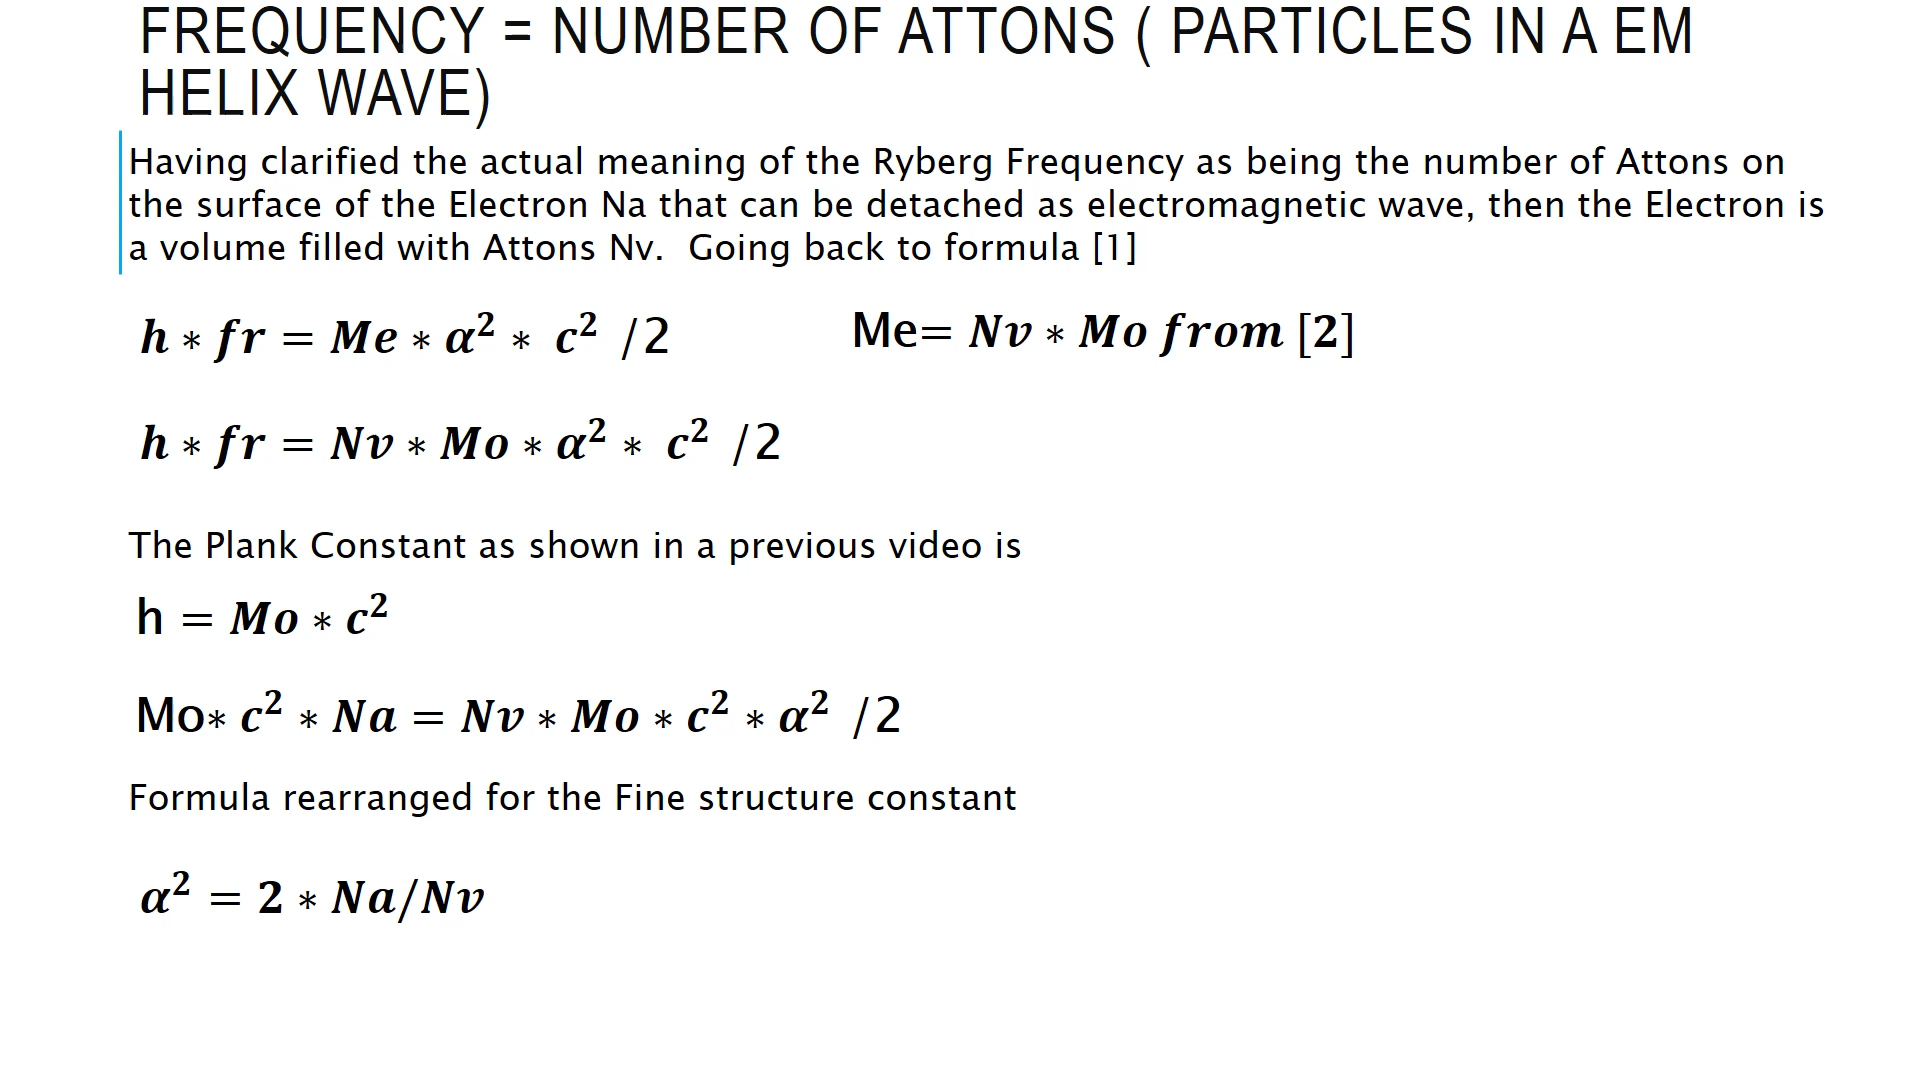 FREQUENCY = NUMBER OF ATTONS ( PARTICLES IN A EM
HELIX WAVE)
Having clarified the actual meaning of the Ryberg Frequency as being the number of Attons on
the surface of the Electron Na that can be detached as electromagnetic wave, then the Electron is
a volume filled with Attons Nv. Going back to formula [1]
h ∗ fr = Me ∗ α² ∗ c² /2
Me= Nv ∗ Mo from [2]
h ∗ fr = Nv ∗ Mo ∗ α² ∗ c² /2
The Plank Constant as shown in a previous video is
h = Mo ∗ c²
Mo∗ c² ∗ Na = Nv ∗ Mo ∗ c² ∗ α² /2
Formula rearranged for the Fine structure constant
α² = 2 ∗ Na/Nv